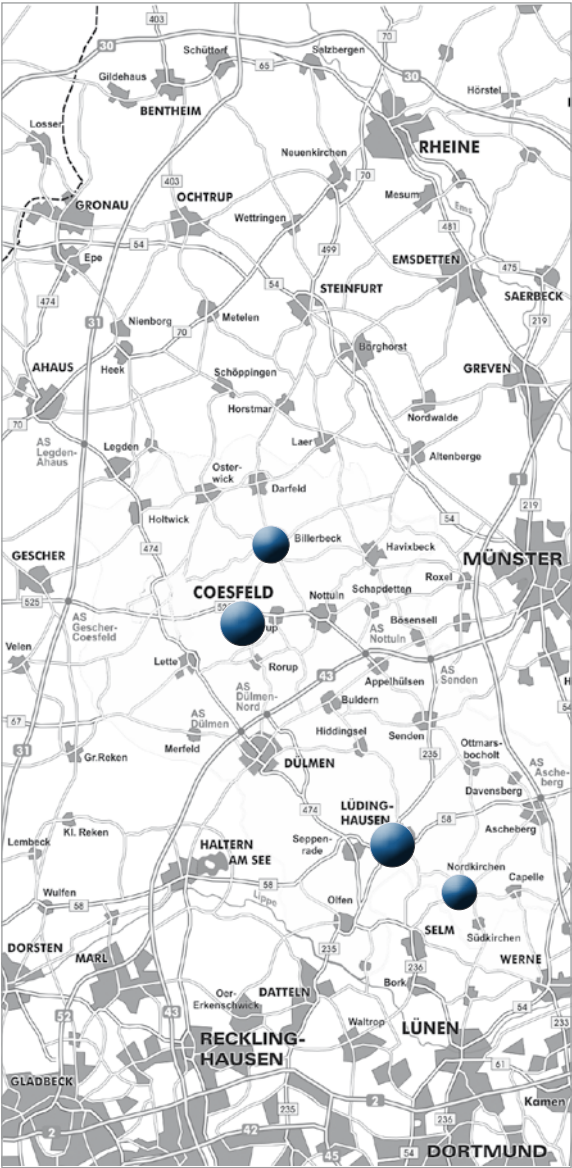 403
70
30
Schüttorf
Salzbergen
65
30
Gildehaus
Hörstel
BENTHEIM
Losser
RHEINE
Neuenkirchen
70
403
OCHTRUP
Mesum
GRONAU
Ems
Wettringen
481
54
499
Epe
EMSDETTEN
475
474
54
STEINFURT
SAERBECK
31
Nienborg
Metelen
219
70
Borghorst
AHAUS
Heek
GREVEN
Schöppingen
Horstmar
Nordwalde
70
AS
Legden-
Ahaus
Legden
Laer
Altenberge
Oster-
wick
Darfeld
1
Holtwick
54
219
Billerbeck
474
Havixbeck
GESCHER
MÜNSTER
COESFELD
Roxel
Schapdetten
525
Nottuln
up
AS
Gescher-
Coesfeld
AS
Nottuln
Bösensell
Velen
Lette
Rorup
43
Appelhülsen
AS
Senden
AS
Dülmen-
Nord
Buldern
67
AS
Dülmen
Merfeld
Hiddingsel
Senden
31
Gr.Reken
DÜLMEN
235
Ottmars-
bocholt
AS
Asche-
berg
Davensberg
474
LÜDING-
HAUSEN
58
Ascheberg
Kl. Reken
Lembeck
HALTERN
AM SEE
Seppen-
rade
Nordkirchen
Capelle
58
Wulfen
58
Lippe
Olfen
SELM
Südkirchen
DORSTEN
235
MARL
WERNE
236
DATTELN
Bork
Oer-
Erkenschwick
52
43
54
Waltrop
LÜNEN
233
RECKLING-
HAUSEN
61
GLADBECK
Kamen
2
235
2
42
236
45
54
DORTMUND